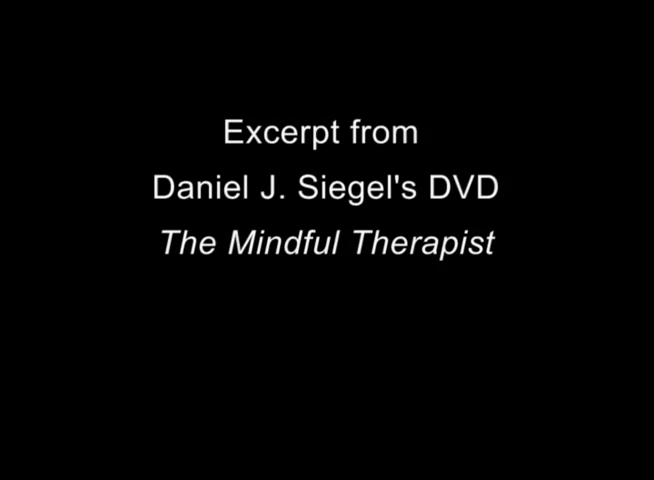 Excerpt from
Daniel J. Siegel's DVD
The Mindful Therapist